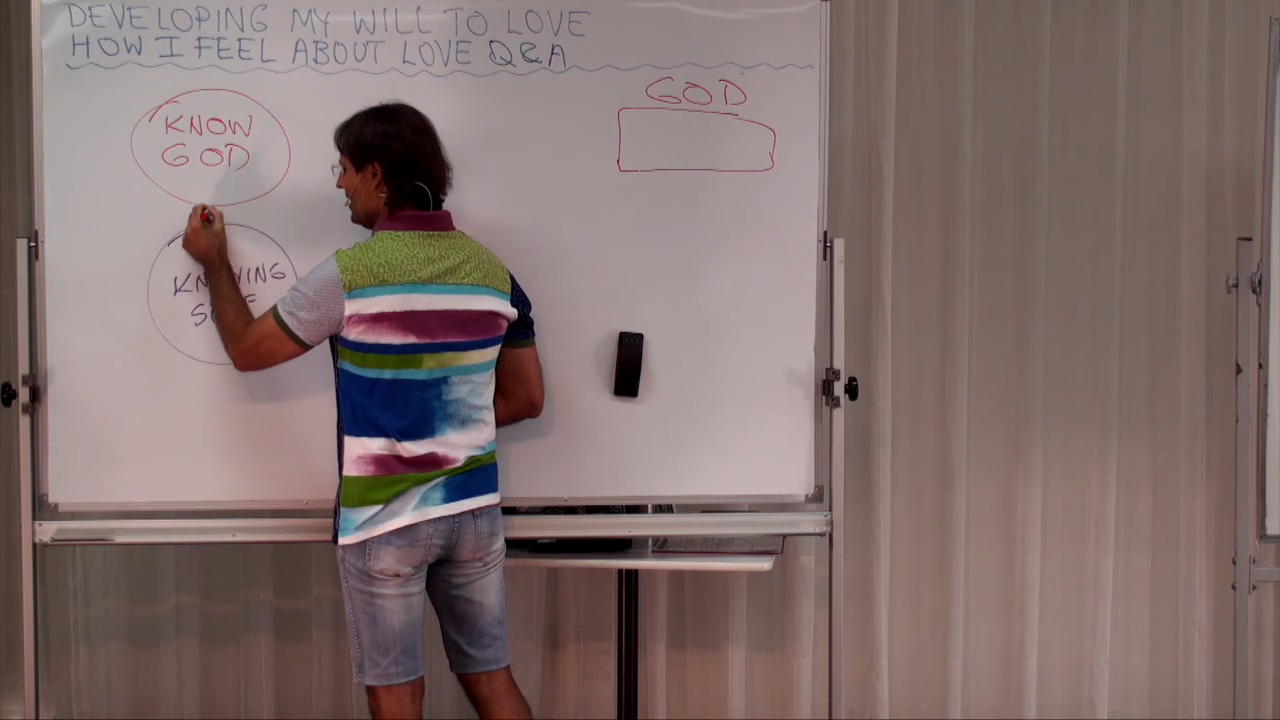 DEVELOPING MY WILL TO LOVE
HOW I FEEL ABOUT LOVE Q&A
GOD
KNOW
GOD